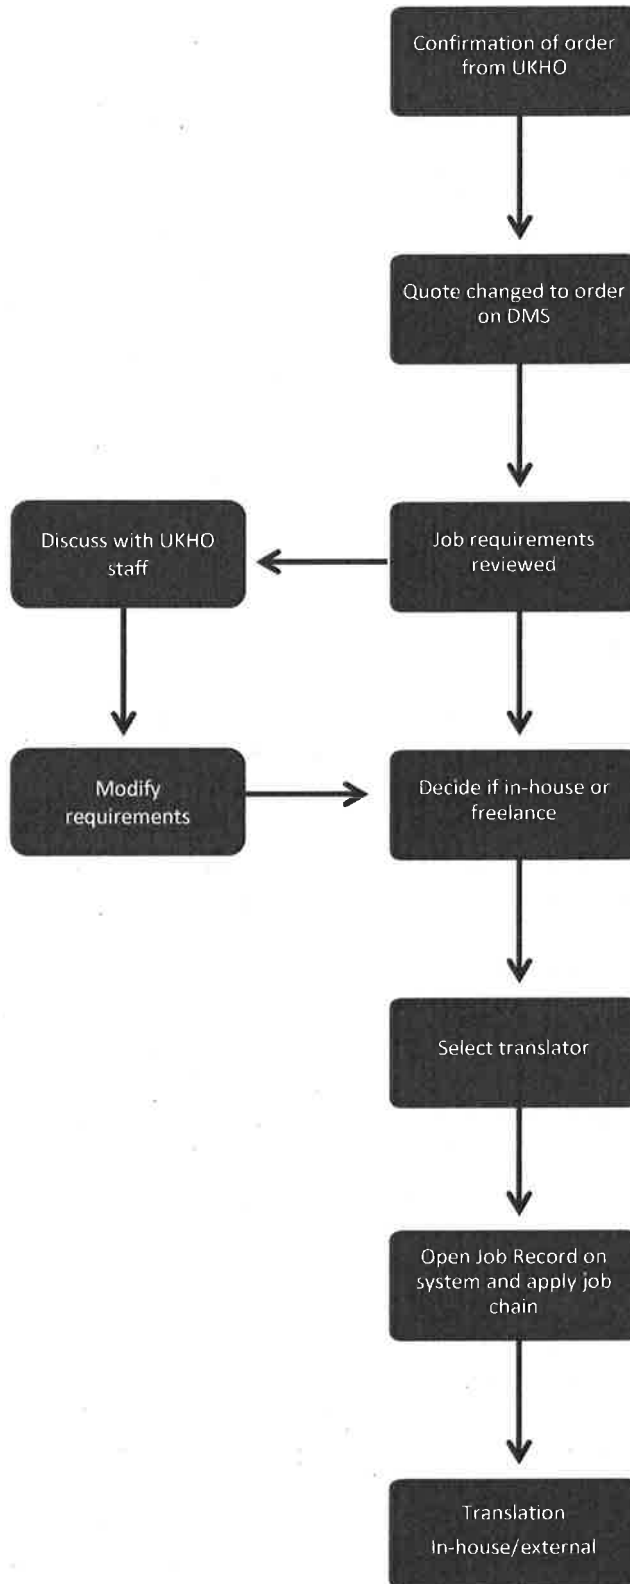 Confirmation of order
from UKHO
Quote changed to order
on DMS
Discuss with UKHO
staff
Job requirements
reviewed
Modify
requirements
Decide if in-house or
freelance
Select translator
Open Job Record on
system and apply job
chain
Translation
In-house/external